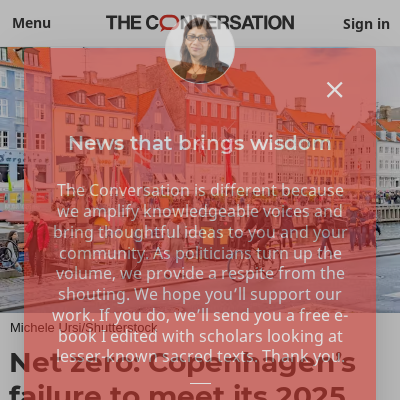 Menu
THE CONVERSATION
Sign in
News that brings wisdom
The Conversation is different because
we amplify knowledgeable voices and
bring thoughtful ideas to you and your
community. As politicians turn up the
volume, we provide a respite from the
shouting. We hope you’ll support our
work. If you do, we’ll send you a free e-
book I edited with scholars looking at
lesser-known sacred texts. Thank you.
Michele Ursi/Shutterstock
Net zero: Copenhagen’s
failure to meet its 2025